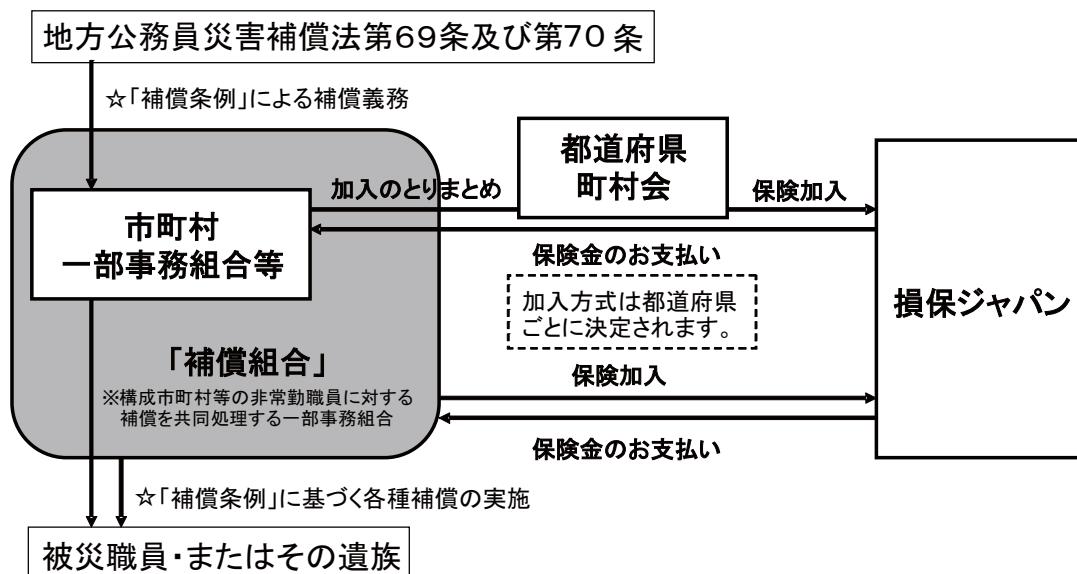 地方公務員災害補償法第69条及び第70条
☆「補償条例」による補償義務
都道府県
町村会
加入のとりまとめ
保険加入
市町村
一部事務組合等
保険金のお支払い
加入方式は都道府県
ごとに決定されます。
損保ジャパン
「補償組合」
※構成市町村等の非常勤職員に対する
補償を共同処理する一部事務組合
保険加入
保険金のお支払い
☆「補償条例」に基づく各種補償の実施
被災職員・またはその遺族